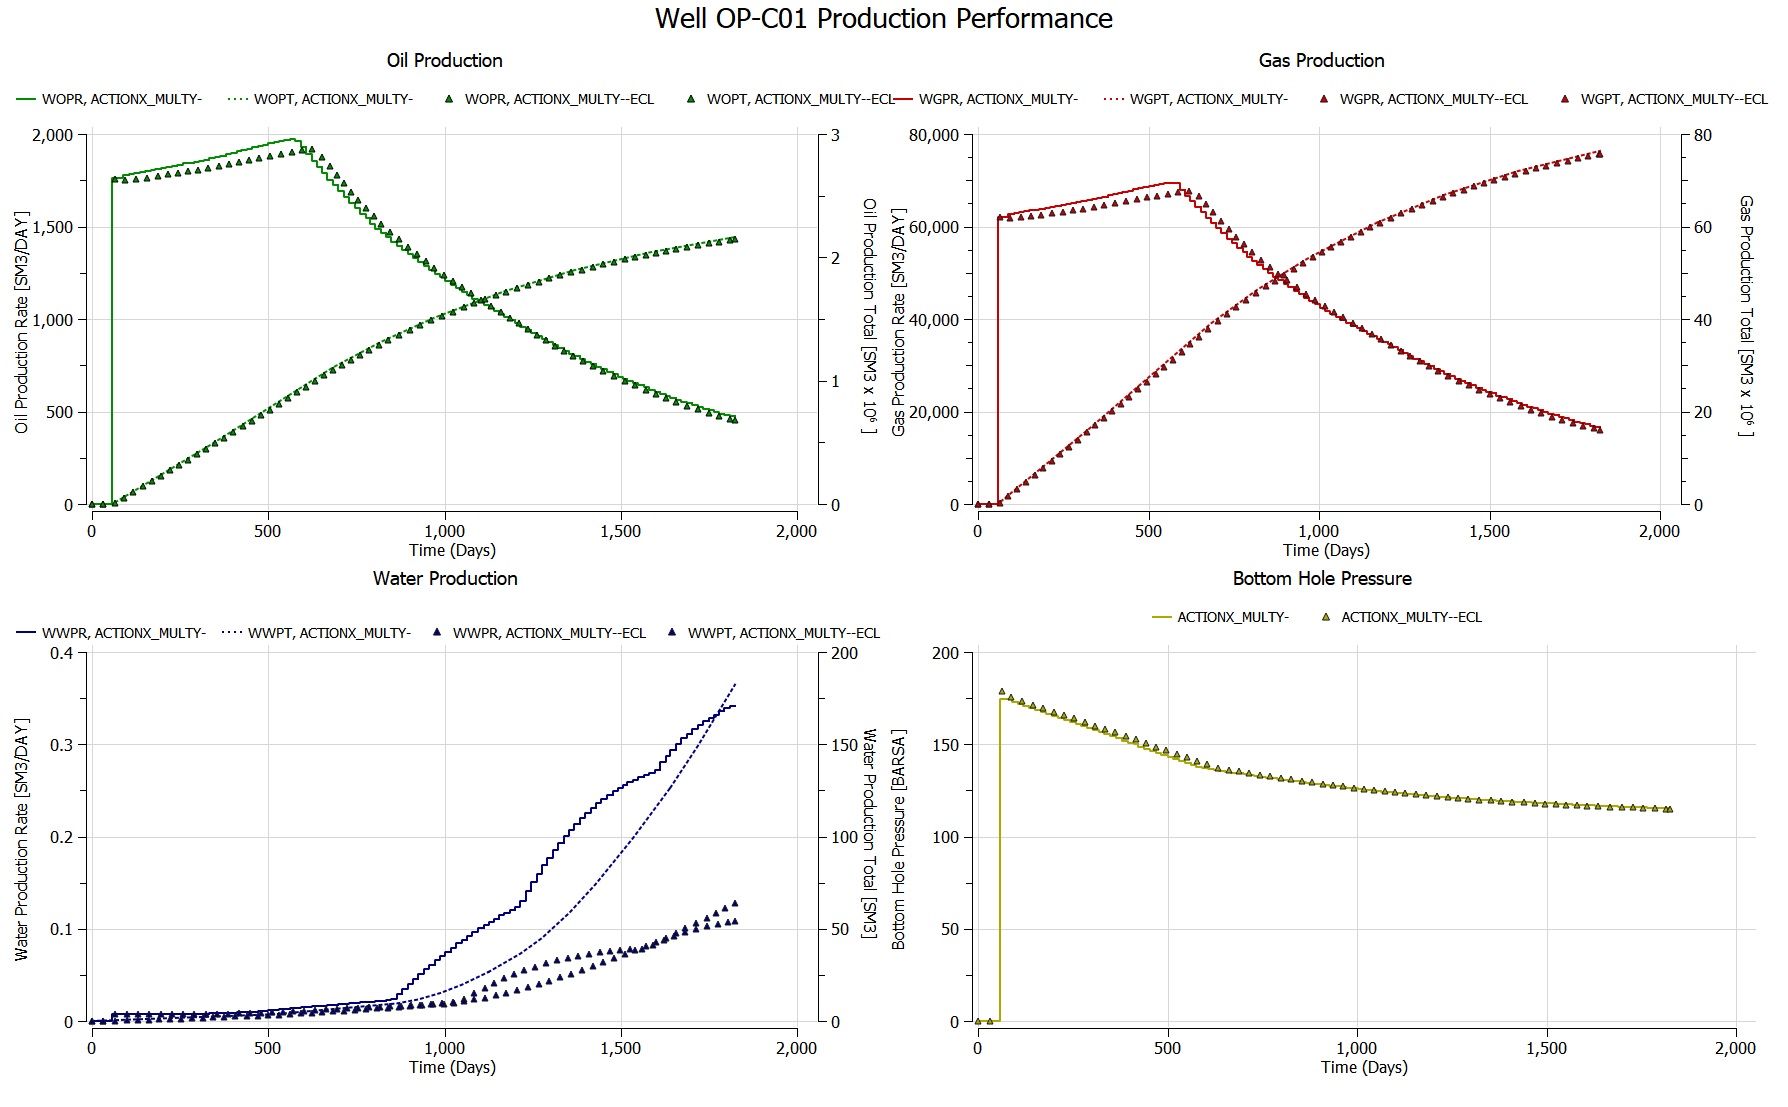 Well OP-C01 Production Performance
Oil Production
WOPR, ACTIONX_MULTY-
WOPT, ACTIONX_MULTY-
WOPR, ACTIONX_MULTY--ECL
WOPT, ACTIONX_MULTY--ECL
2,000
1,500
1,000
500
0
3
2
1
0
Oil Production Rate [SM3/DAY]
Oil Production Total [SM3 x 10⁶ ]
0
500
1,000
1,500
2,000
Time (Days)
Gas Production
WGPR, ACTIONX_MULTY-
WGPT, ACTIONX_MULTY-
WGPR, ACTIONX_MULTY--ECL
WGPT, ACTIONX_MULTY--ECL
80,000
60,000
40,000
20,000
0
80
60
40
20
0
Gas Production Rate [SM3/DAY]
Gas Production Total [SM3 x 10⁶ ]
0
500
1,000
1,500
2,000
Time (Days)
Water Production
WWPR, ACTIONX_MULTY-
WWPT, ACTIONX_MULTY-
WWPR, ACTIONX_MULTY--ECL
WWPT, ACTIONX_MULTY--ECL
0.4
0.3
0.2
0.1
0
200
150
100
50
0
Water Production Rate [SM3/DAY]
Water Production Total [SM3]
0
500
1,000
1,500
2,000
Time (Days)
Bottom Hole Pressure
ACTIONX_MULTY-
ACTIONX_MULTY--ECL
200
150
100
50
0
Bottom Hole Pressure [BARSA]
0
500
1,000
1,500
2,000
Time (Days)